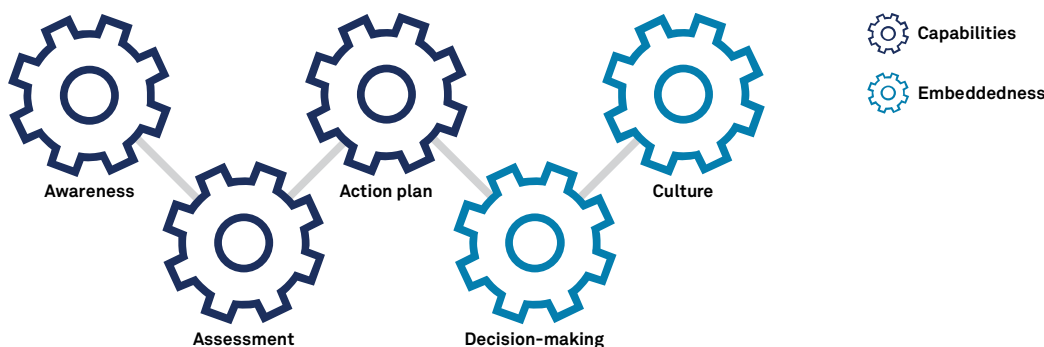 Capabilities
Embeddedness
Awareness
Action plan
Culture
Assessment
Decision-making